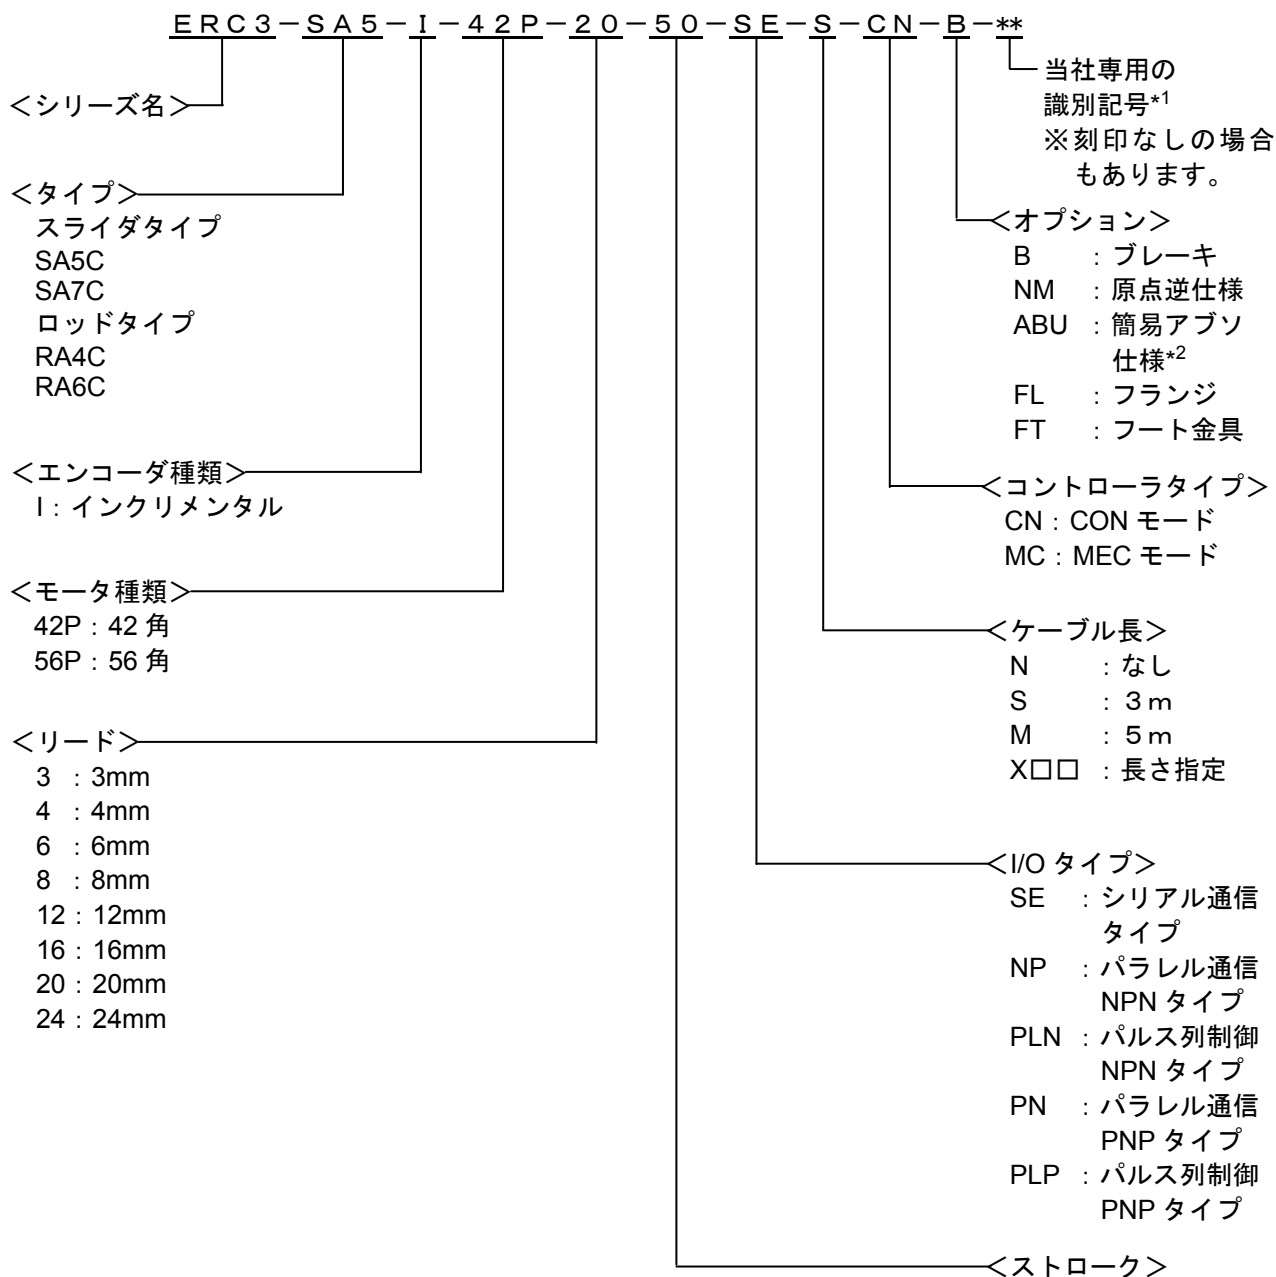 ERC3-SA5-I-42P-20-50-SE-S-CN-B-**
当社専用の
識別記号*1
※刻印なしの場合
もあります。
<シリーズ名>
<タイプ>
スライダタイプ
SA5C
SA7C
ロッドタイプ
RA4C
RA6C
<エンコーダ種類>
I:インクリメンタル
<モータ種類>
42P:42 角
56P:56 角
<リード>
3 :3mm
4 :4mm
6 :6mm
8 :8mm
12:12mm
16:16mm
20:20mm
24:24mm
<オプション>
B :ブレーキ
NM :原点逆仕様
ABU :簡易アブソ
仕様*2
FL :フランジ
FT :フート金具
<コントローラタイプ>
CN:CON モード
MC:MEC モード
<ケーブル長>
N :なし
S :3m
M :5m
X□□ :長さ指定
<I/O タイプ>
SE :シリアル通信
タイプ
NP :パラレル通信
NPN タイプ
PLN :パルス列制御
NPN タイプ
PN :パラレル通信
PNP タイプ
PLP :パルス列制御
PNP タイプ
<ストローク>